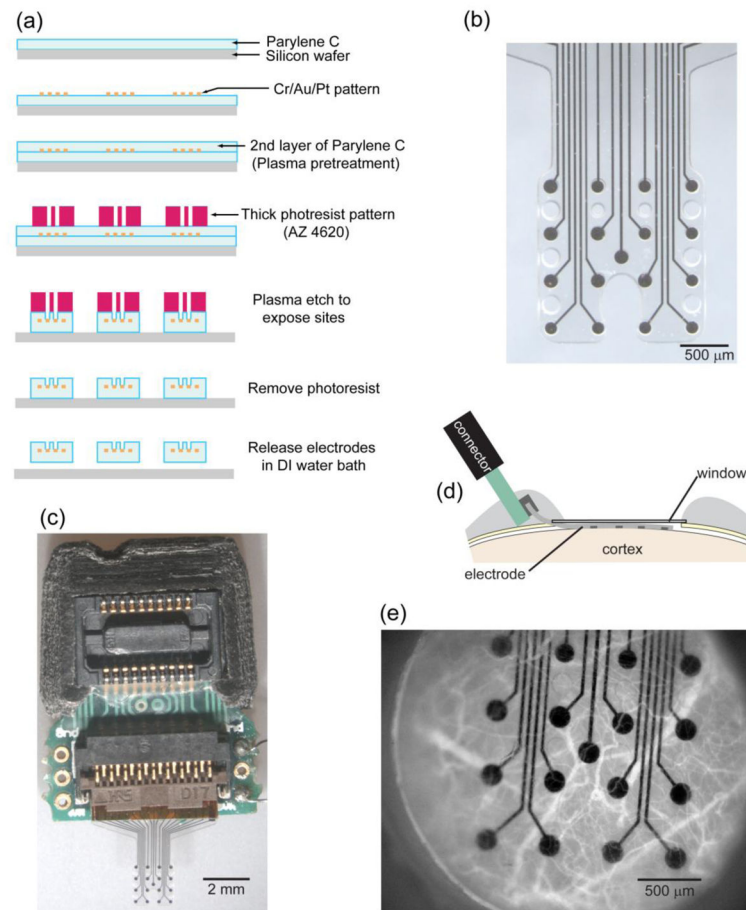 (a)
Parylene C
Silicon wafer
Cr/Au/Pt pattern
2nd layer of Parylene C
(Plasma pretreatment)
Thick photoresist pattern
(AZ 4620)
Plasma etch to
expose sites
Remove photoresist
Release electrodes
in DI water bath
(b)
500 µm
(c)
2 mm
(d)
connector
window
electrode
cortex
(e)
500 µm